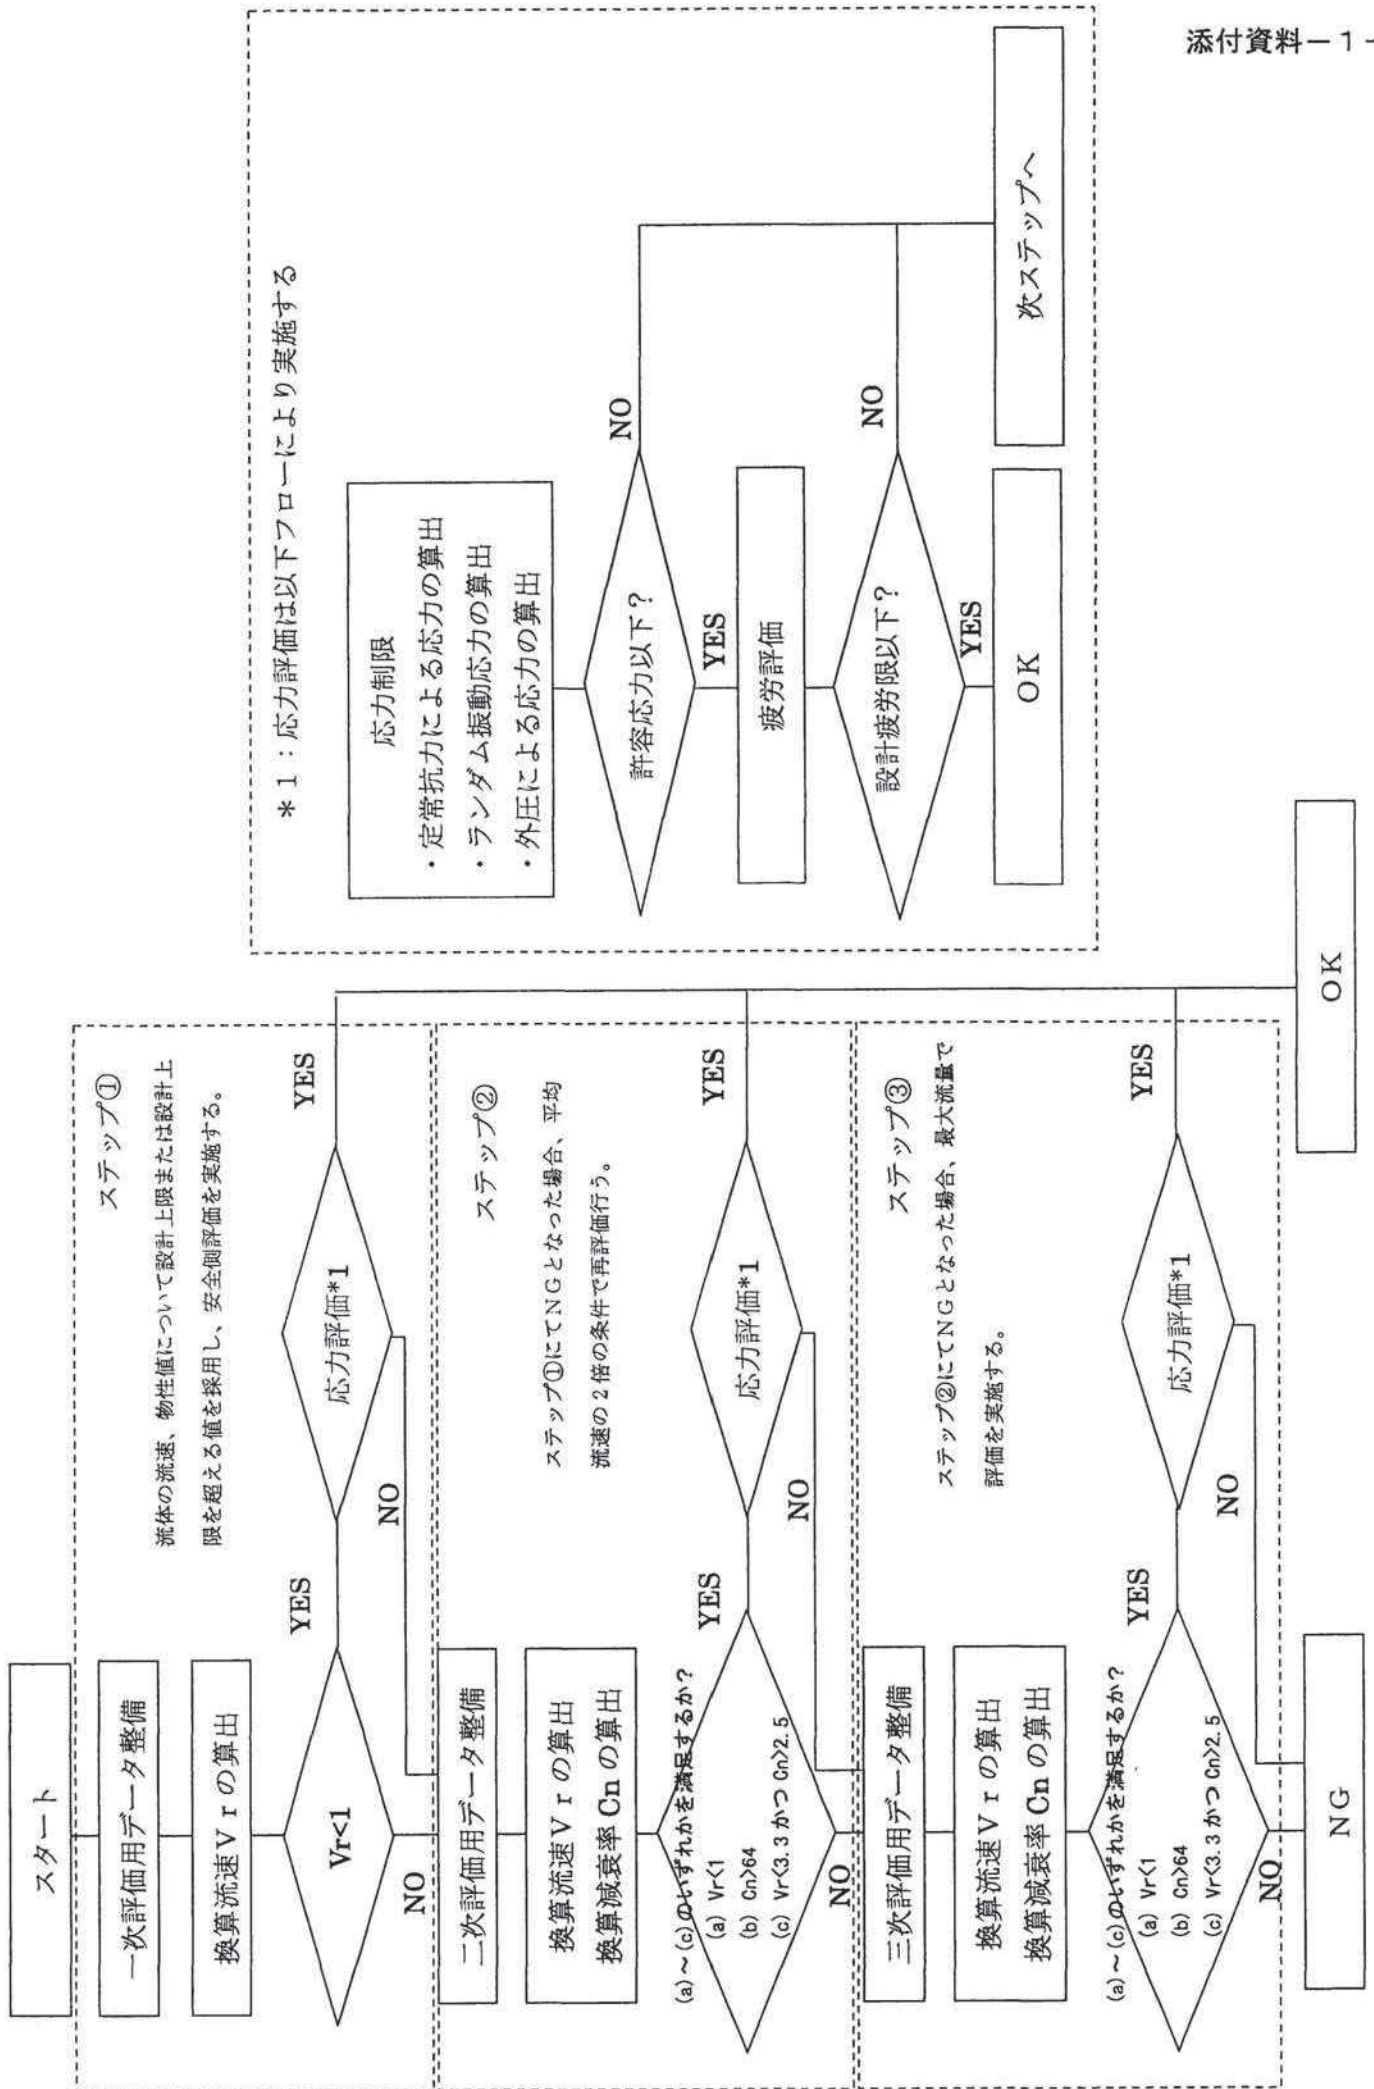 添付資料－１－
スタート
ステップ①
流体の流速、物性値について設計上限または設計上
限を超える値を採用し、安全側評価を実施する。
一次評価用データ整備
換算流速Ｖｒの算出
Vr<1
YES
NO
応力評価*1
YES
NO
ステップ②
ステップ①にてＮＧとなった場合、平均
流速の２倍の条件で再評価行う。
二次評価用データ整備
換算流速Ｖｒの算出
換算減衰率 Cn の算出
(a)～(c)のいずれかを満足するか？
(a) Vr<1
(b) Cn>64
(c) Vr<3.3 かつ Cn>2.5
YES
NO
応力評価*1
YES
NO
ステップ③
ステップ②にてＮＧとなった場合、最大流量で
評価を実施する。
三次評価用データ整備
換算流速Ｖｒの算出
換算減衰率 Cn の算出
(a)～(c)のいずれかを満足するか？
(a) Vr<1
(b) Cn>64
(c) Vr<3.3 かつ Cn>2.5
YES
NO
応力評価*1
YES
NO
ＮＧ
ＯＫ
＊１：応力評価は以下フローにより実施する
応力制限
・定常抗力による応力の算出
・ランダム振動応力の算出
・外圧による応力の算出
許容応力以下？
NO
YES
疲労評価
設計疲労限以下？
NO
YES
ＯＫ
次ステップへ